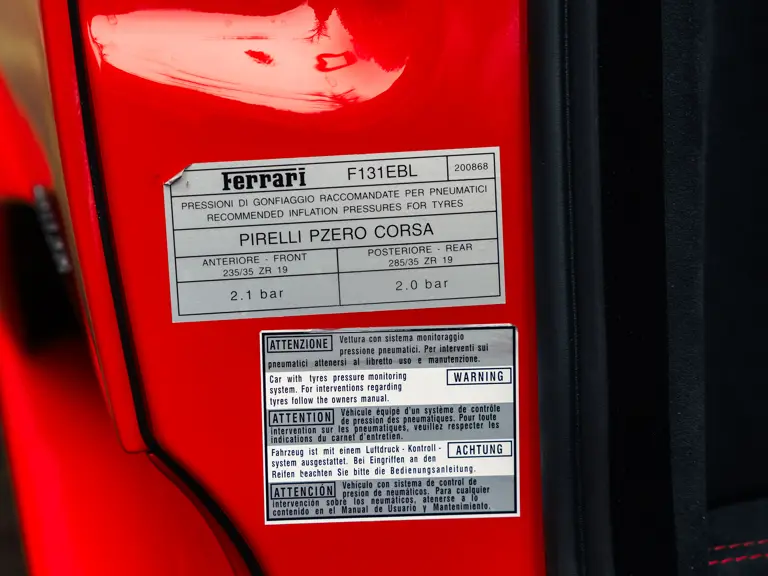 Ferrari F131EBL 200868
PRESSIONI DI GONFIAGGIO RACCOMANDATE PER PNEUMATICI
RECOMMENDED INFLATION PRESSURES FOR TYRES
PIRELLI PZERO CORSA
ANTERIORE - FRONT
235/35 ZR 19
POSTERIORE - REAR
285/35 ZR 19
2.1 bar
2.0 bar
ATTENZIONE Vettura con sistema monitoraggio
pressione pneumatici. Per interventi sui
pneumatici attenersi al libretto uso e manutenzione.
Car with tyres pressure monitoring
system. For interventions regarding
tyres follow the owners manual.
WARNING
ATTENTION Véhicule équipé d'un système de contrôle
de pression des pneumatiques. Pour toute
intervention sur les pneumatiques, veuillez respecter les
indications du carnet d'entretien.
Fahrzeug ist mit einem Luftdruck - Kontroll -
system ausgestattet. Bei Eingriffen an den
Reifen beachten Sie bitte die Bedienungsanleitung.
ACHTUNG
ATENCIÓN Vehiculo con sistema de control de
presion de neumáticos. Para cualquier
intervención sobre los neumáticos, atenerse a lo
contenido en el Manual de Usuario y Mantenimiento.